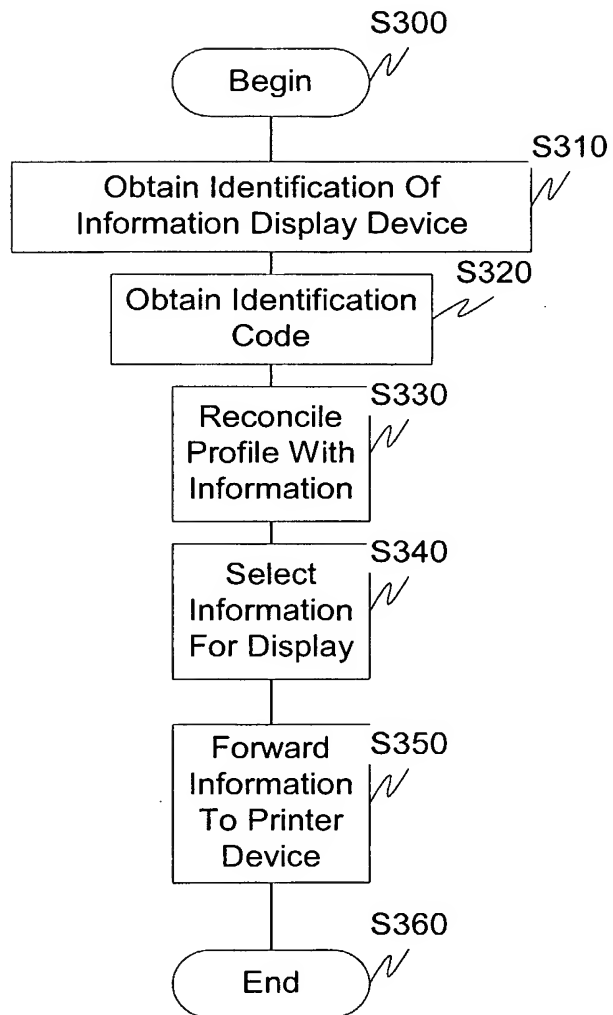 S300
Begin
S310
Obtain Identification Of
Information Display Device
S320
Obtain Identification
Code
S330
Reconcile
Profile With
Information
S340
Select
Information
For Display
S350
Forward
Information
To Printer
Device
S360
End